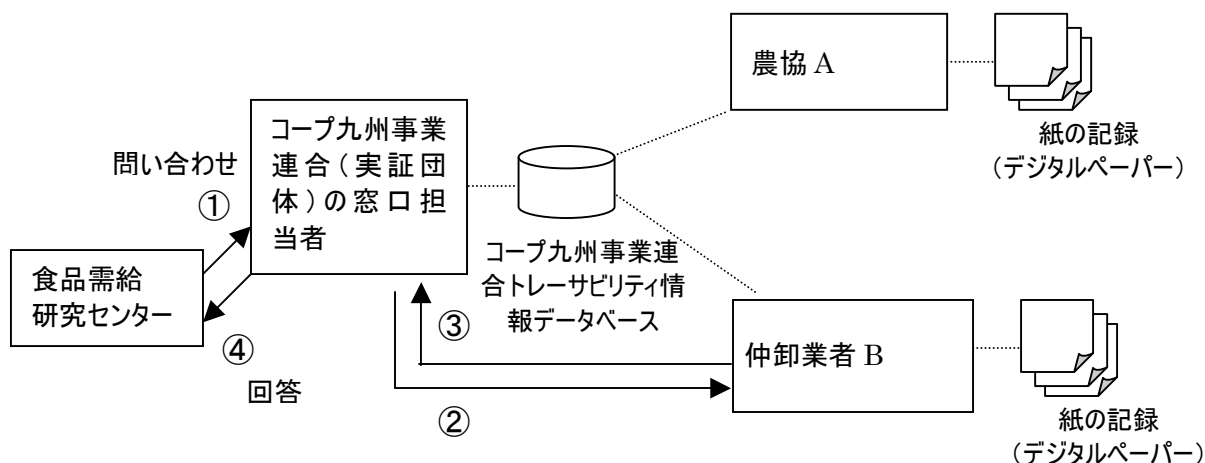 農協 A
紙の記録
（デジタルペーパー）
コープ九州事業
連合（実証団
体）の窓口担
当者
問い合わせ
①
コープ九州事業連
合トレーサビリティ情
報データベース
食品需給
研究センター
④
回答
③
②
仲卸業者 B
紙の記録
（デジタルペーパー）